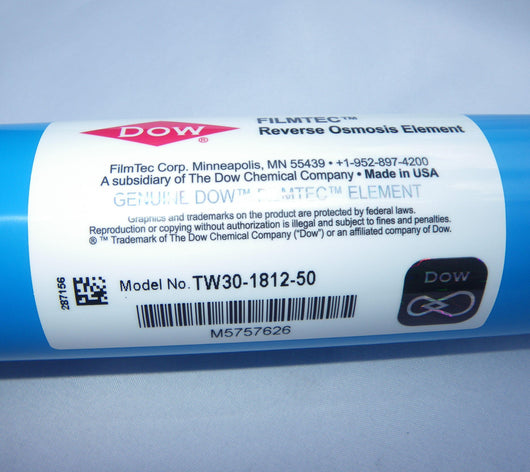 DOW
FILMTEC™
Reverse Osmosis Element
FilmTec Corp. Minneapolis, MN 55439 • +1-952-897-4200
A subsidiary of The Dow Chemical Company • Made in USA
GENUINE DOW™ FILMTEC™ ELEMENT
Graphics and trademarks on the product are protected by federal laws.
Reproduction or copying without authorization is illegal and subject to fines and penalties.
® ™ Trademark of The Dow Chemical Company ("Dow") or an affiliated company of Dow.
287156
Model No. TW30-1812-50
M5757626
DOW